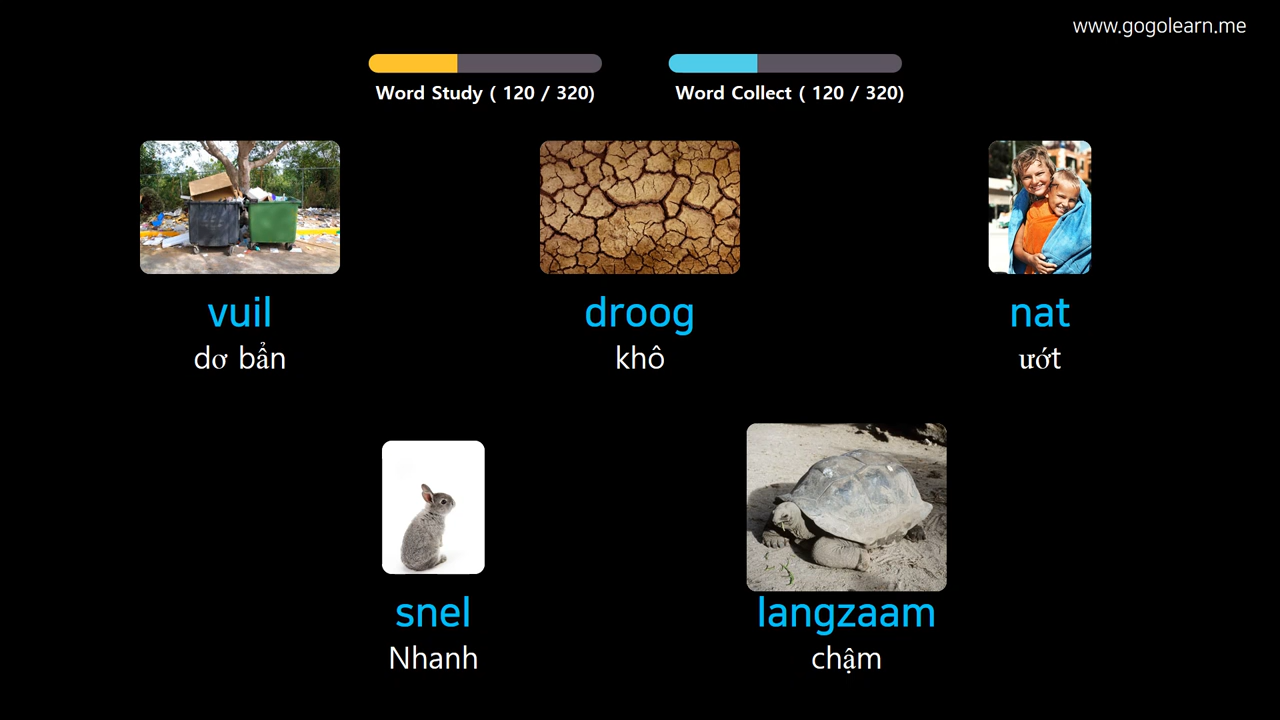 www.gogolearn.me
Word Study ( 120 / 320)
Word Collect ( 120 / 320)
vuil
dơ bẩn
droog
khô
nat
ướt
snel
Nhanh
langzaam
chậm